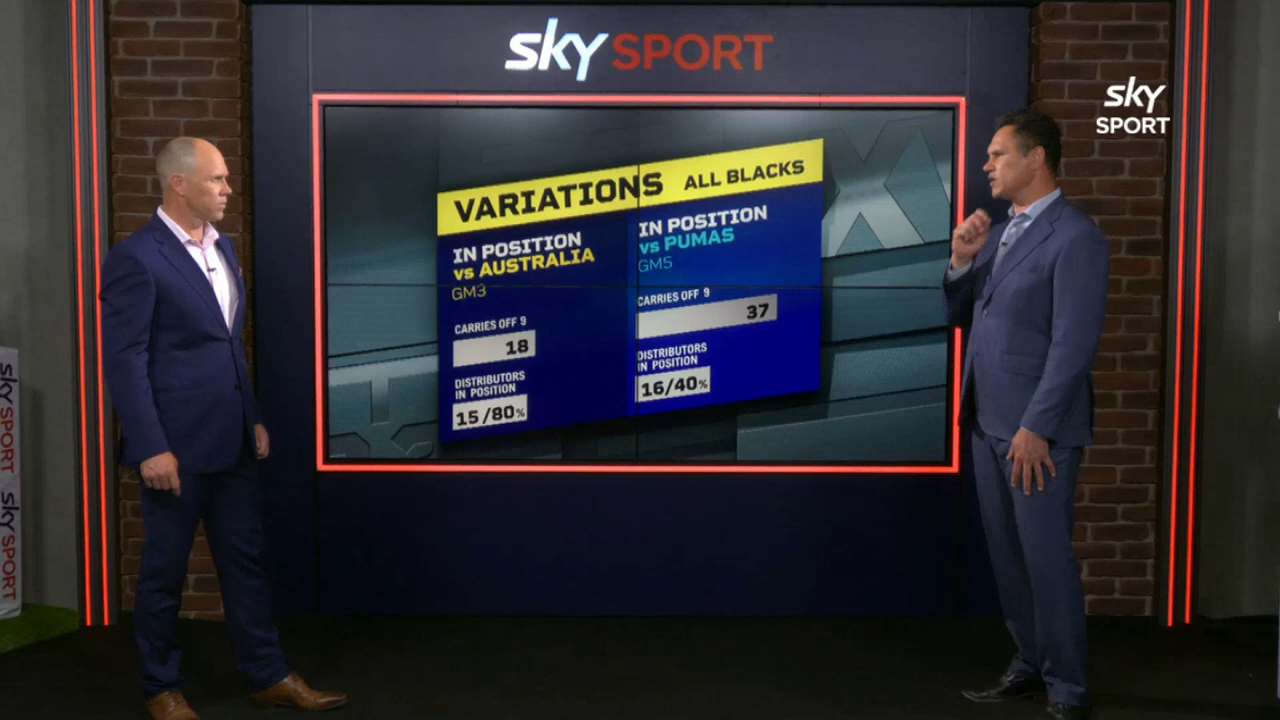 sky SPORT
sky
SPORT
VARIATIONS ALL BLACKS
IN POSITION
vs AUSTRALIA
GM3
CARRIES OFF 9
18
DISTRIBUTORS
IN POSITION
15/80%
IN POSITION
vs PUMAS
GM5
CARRIES OFF 9
37
DISTRIBUTORS
IN POSITION
16/40%
sky SPORT
sky SPORT